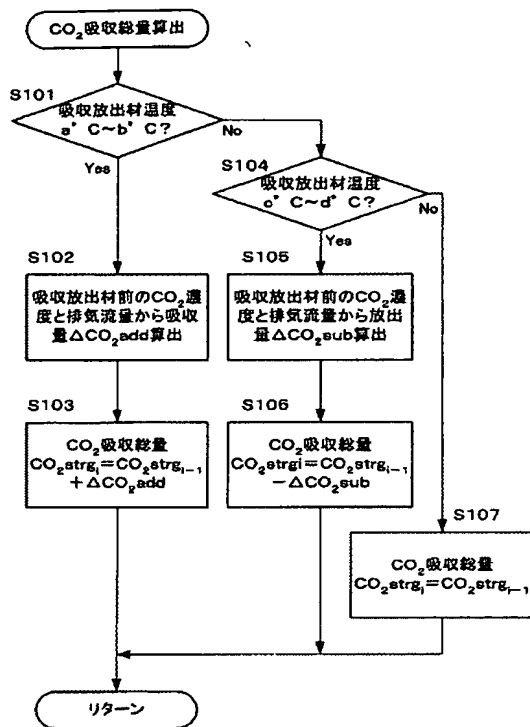 CO₂吸収総量算出
S101
吸収放出材温度
a°C~b°C?
No
Yes
S104
吸収放出材温度
c°C~d°C?
No
Yes
S102
吸収放出材前のCO₂濃
度と排気流量から吸収
量△CO₂add算出
S105
吸収放出材前のCO₂濃
度と排気流量から放出
量△CO₂sub算出
S103
CO₂吸収総量
CO₂strgᵢ=CO₂strgᵢ₋₁
+△CO₂add
S106
CO₂吸収総量
CO₂strgi=CO₂strgᵢ₋₁
-△CO₂sub
S107
CO₂吸収総量
CO₂strgᵢ=CO₂strgᵢ₋₁
リターン